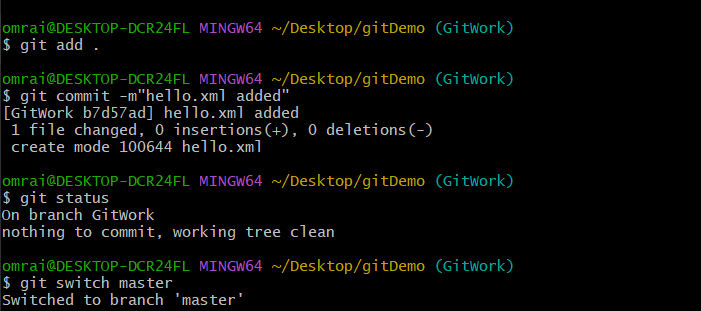 omrai@DESKTOP-DCR24FL MINGW64 ~/Desktop/gitDemo (GitWork)
$ git add .
omrai@DESKTOP-DCR24FL MINGW64 ~/Desktop/gitDemo (GitWork)
$ git commit -m"hello.xml added"
[GitWork b7d57ad] hello.xml added
 1 file changed, 0 insertions(+), 0 deletions(-)
 create mode 100644 hello.xml
omrai@DESKTOP-DCR24FL MINGW64 ~/Desktop/gitDemo (GitWork)
$ git status
On branch GitWork
nothing to commit, working tree clean
omrai@DESKTOP-DCR24FL MINGW64 ~/Desktop/gitDemo (GitWork)
$ git switch master
Switched to branch 'master'